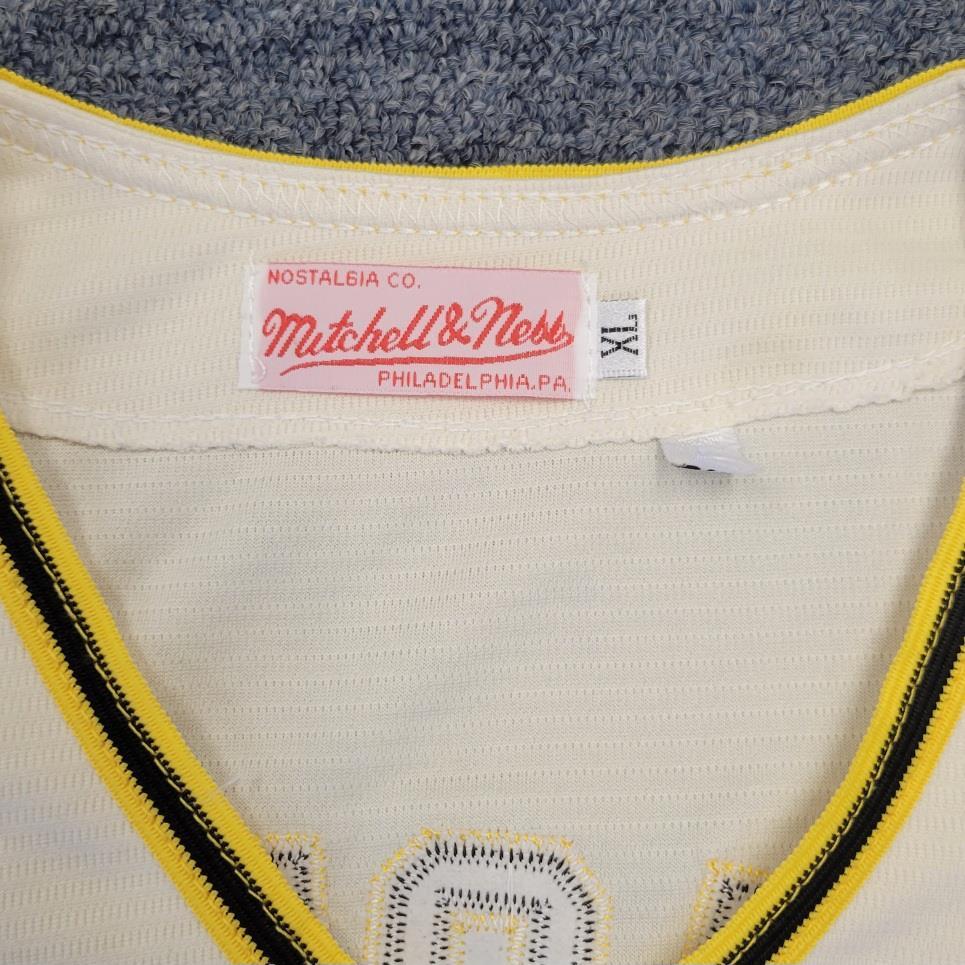 NOSTALGIA CO.
Mitchell & Ness
PHILADELPHIA, PA.
XL